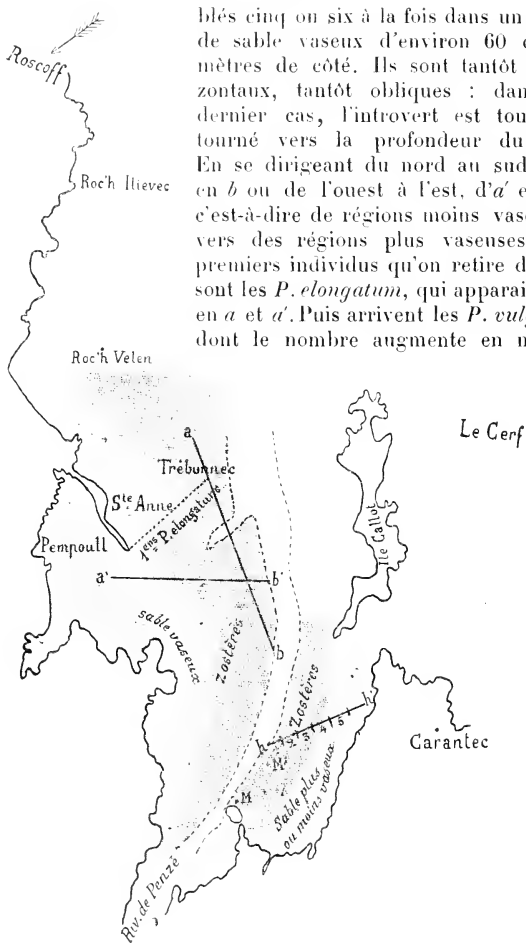 blés cinq ou six à la fois dans un
de sable vaseux d'environ 60
mètres de côté. Ils sont tantôt
zontaux, tantôt obliques : dan
dernier cas, l'introvert est tou
tourné vers la profondeur du
En se dirigeant du nord au sud
en b ou de l'ouest à l'est, d'a'
c'est-à-dire de régions moins vas
vers des régions plus vaseuses
premiers individus qu'on retire d
sont les P. elongatum, qui apparai
en a et a'. Puis arrivent les P. vul
dont le nombre augmente en n
Roscoff
Roc'h Ilievec
Roc'h Velen
a
Le Cerf
Trébunnec
Ste Anne
1ers P. elongatum
Ile Callot
Pempoull
a'
b'
sable vaseux
Zostères
b
Zostères
h
2
3
4
5
h'
Carantec
M'
M
Sable plus
ou moins vaseux
Riv. de Penzé